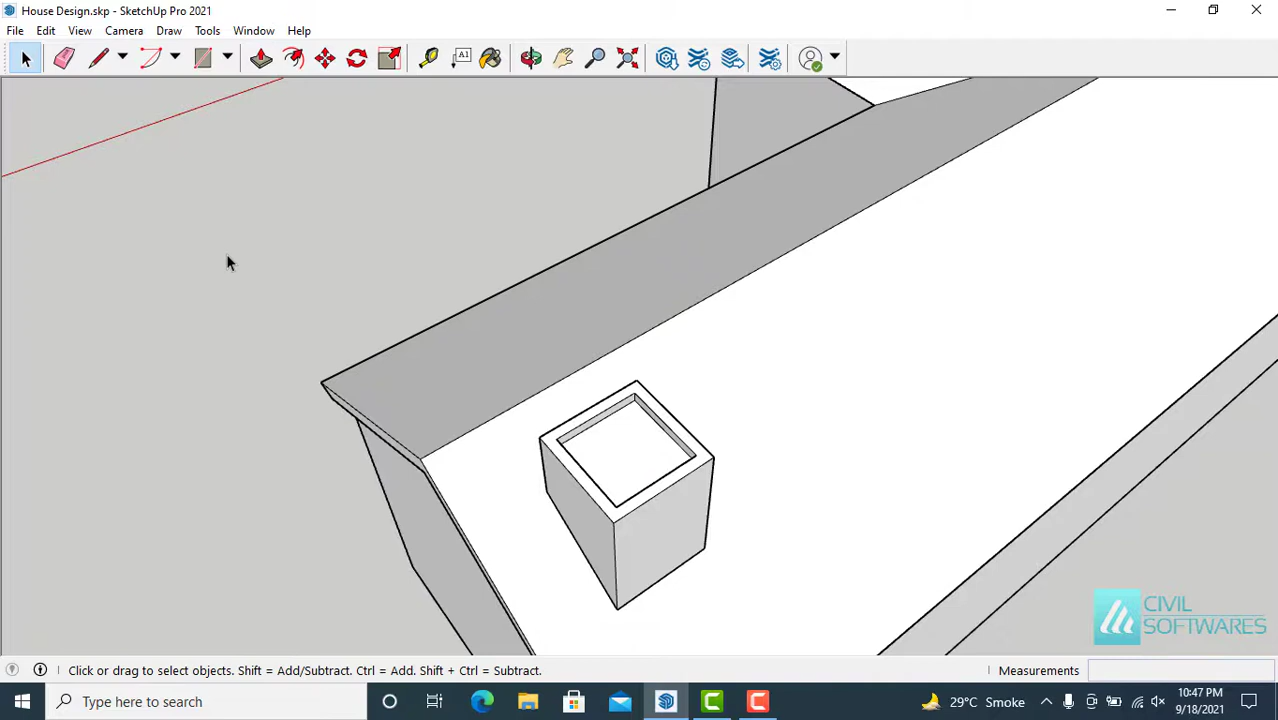 House Design.skp - SketchUp Pro 2021
File Edit View Camera Draw Tools Window Help
A1
CIVIL
SOFTWARES
Click or drag to select objects. Shift = Add/Subtract. Ctrl = Add. Shift + Ctrl = Subtract. Measurements
Type here to search
29°C Smoke
10:47 PM
9/18/2021